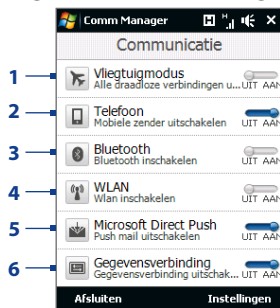 Comm Manager
Communicatie
1 Vliegtuigmodus
Alle draadloze verbindingen u... UIT AAN
2 Telefoon
Mobiele zender uitschakelen UIT AAN
3 Bluetooth
Bluetooth inschakelen UIT AAN
4 WLAN
Wlan inschakelen UIT AAN
5 Microsoft Direct Push
Push mail uitschakelen UIT AAN
6 Gegevensverbinding
Gegevensverbinding uitschak... UIT AAN
Afsluiten Instellingen